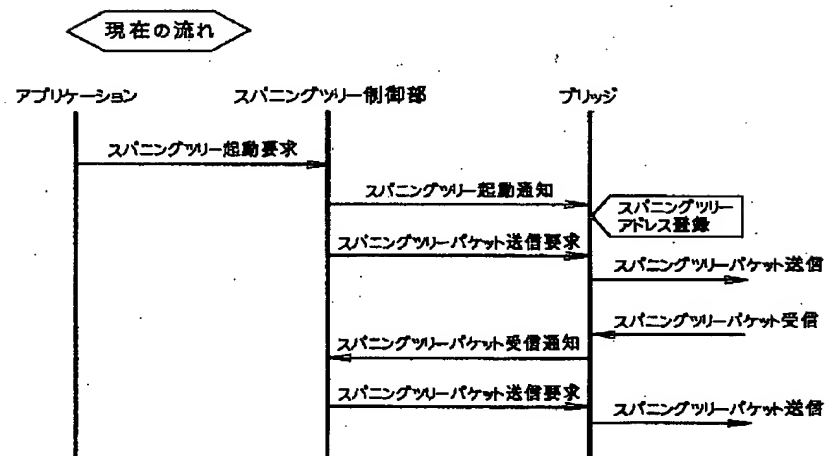 現在の流れ
アプリケーション
スパニングツリー制御部
ブリッジ
スパニングツリー起動要求
スパニングツリー起動通知
スパニングツリー
アドレス登録
スパニングツリーパケット送信要求
スパニングツリーパケット送信
スパニングツリーパケット受信
スパニングツリーパケット受信通知
スパニングツリーパケット送信要求
スパニングツリーパケット送信